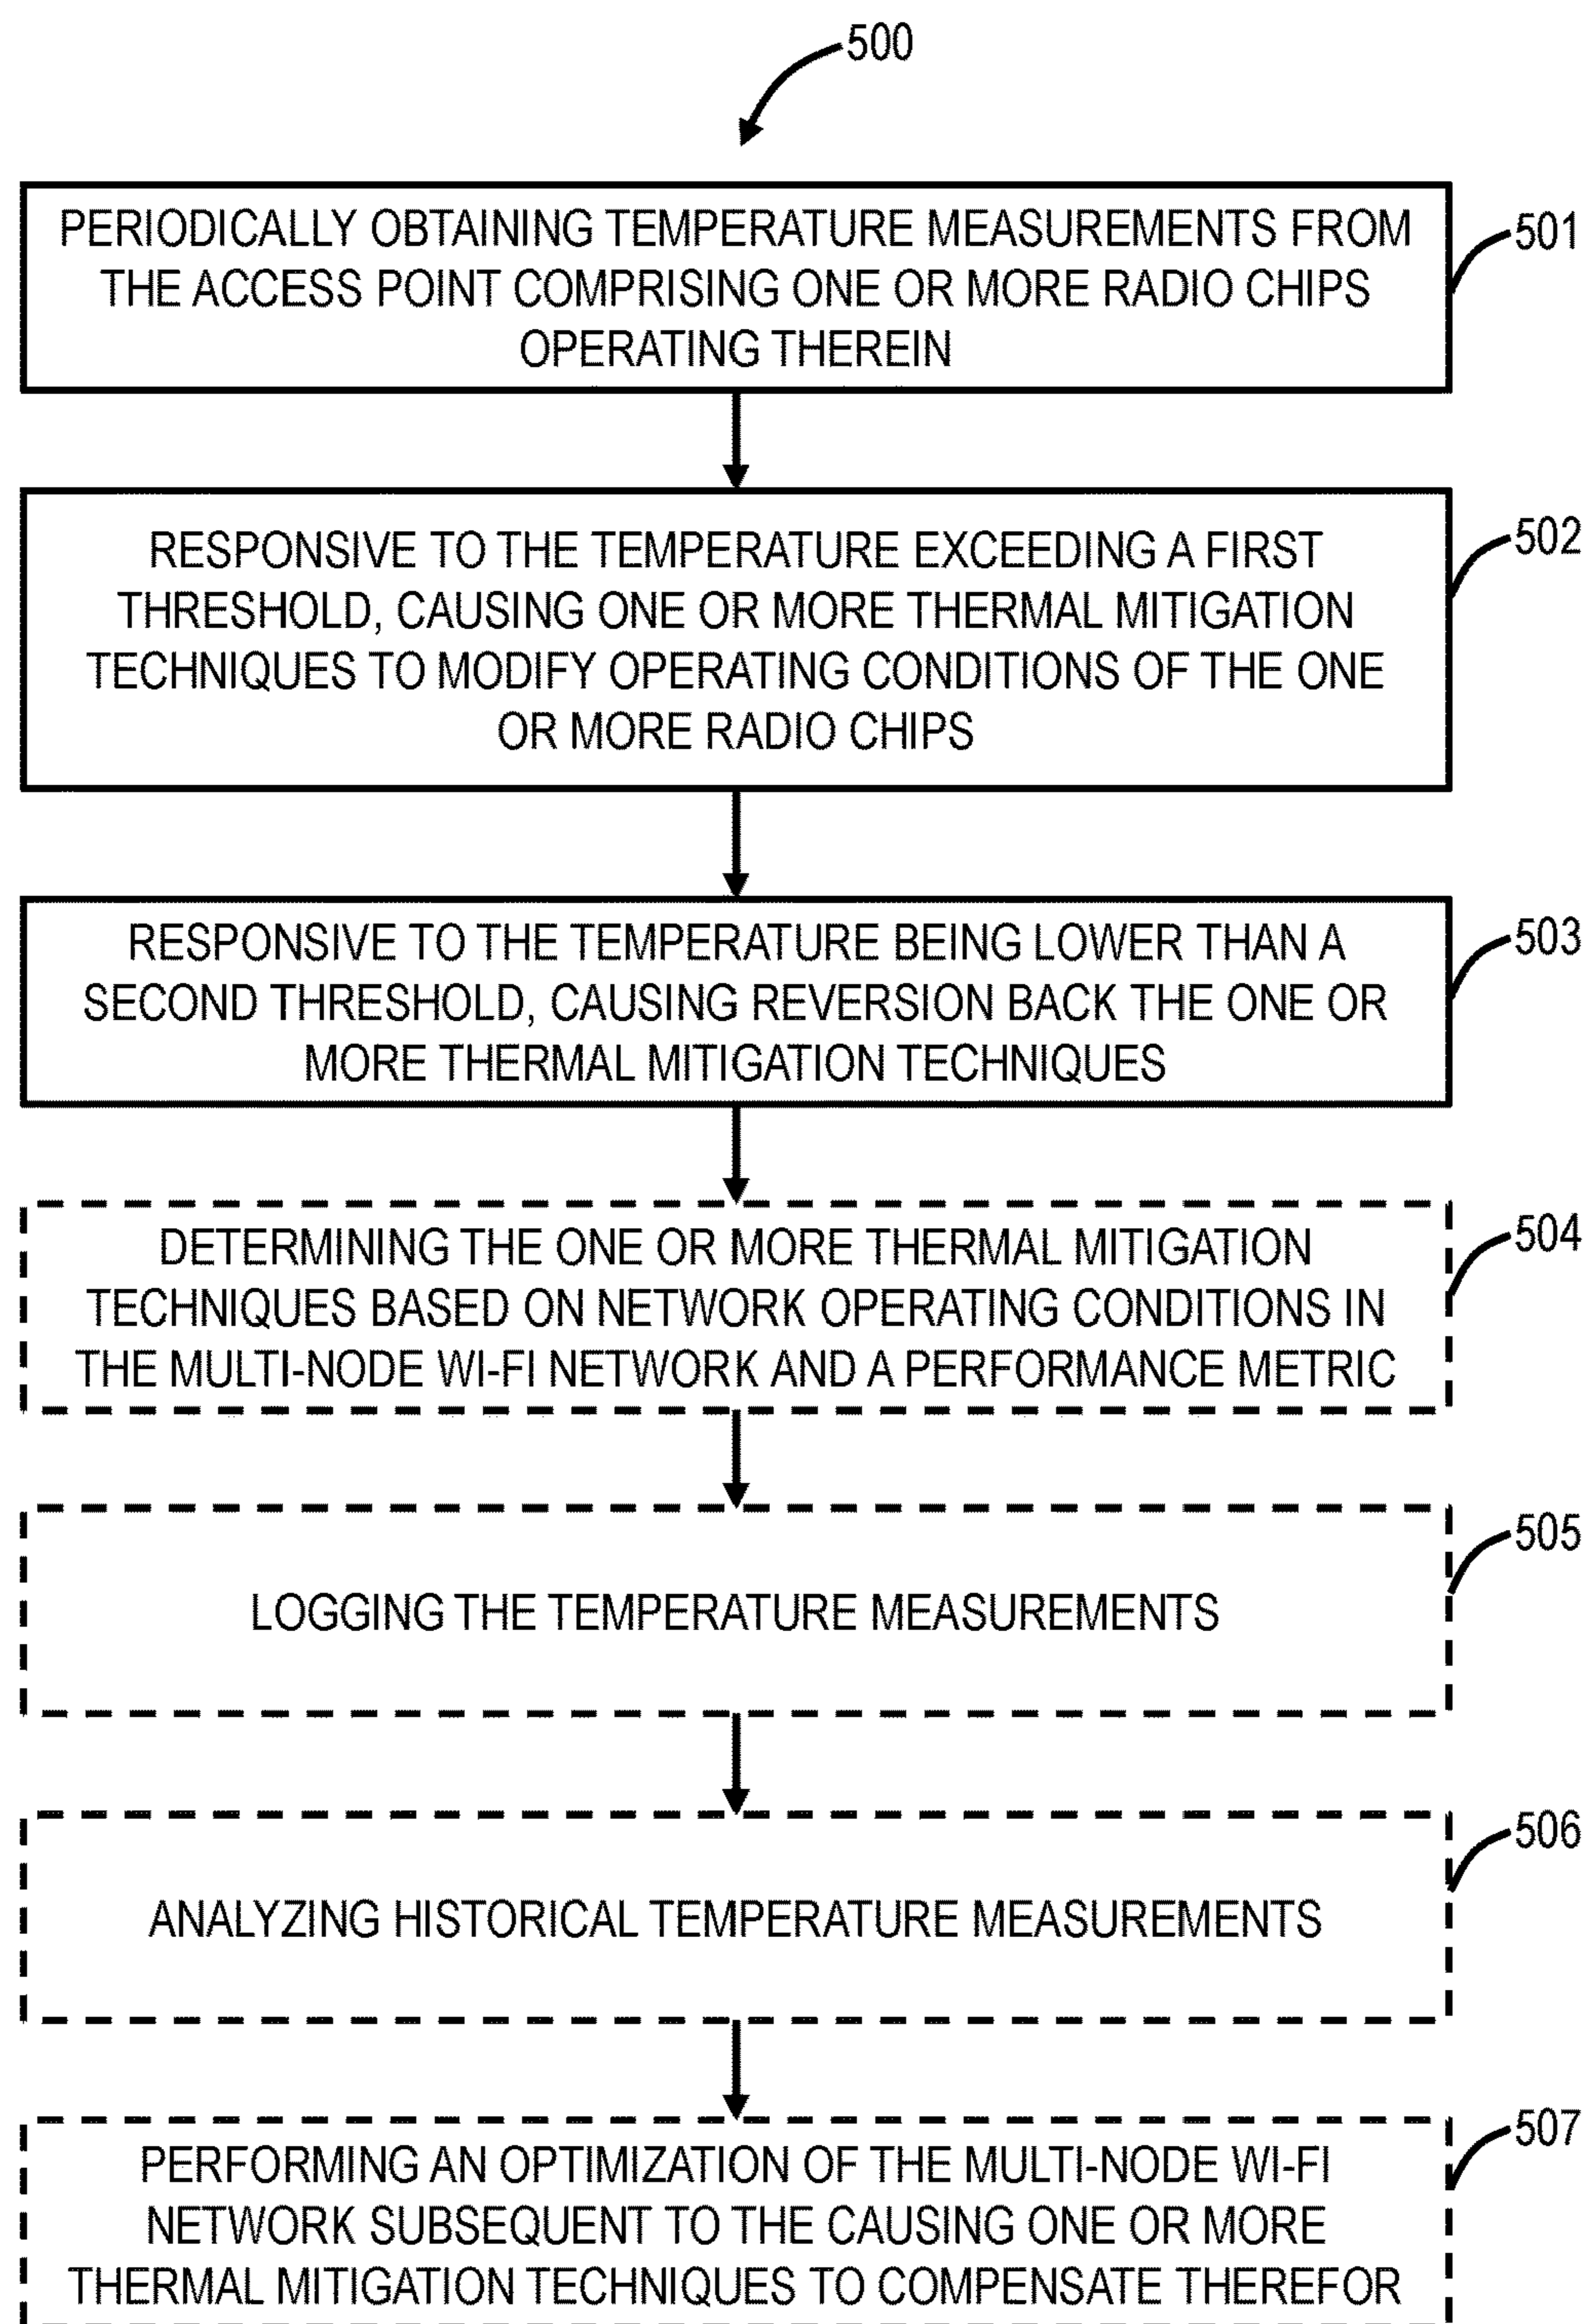 500
PERIODICALLY OBTAINING TEMPERATURE MEASUREMENTS FROM
THE ACCESS POINT COMPRISING ONE OR MORE RADIO CHIPS
OPERATING THEREIN
501
RESPONSIVE TO THE TEMPERATURE EXCEEDING A FIRST
THRESHOLD, CAUSING ONE OR MORE THERMAL MITIGATION
TECHNIQUES TO MODIFY OPERATING CONDITIONS OF THE ONE
OR MORE RADIO CHIPS
502
RESPONSIVE TO THE TEMPERATURE BEING LOWER THAN A
SECOND THRESHOLD, CAUSING REVERSION BACK THE ONE OR
MORE THERMAL MITIGATION TECHNIQUES
503
DETERMINING THE ONE OR MORE THERMAL MITIGATION
TECHNIQUES BASED ON NETWORK OPERATING CONDITIONS IN
THE MULTI-NODE WI-FI NETWORK AND A PERFORMANCE METRIC
504
LOGGING THE TEMPERATURE MEASUREMENTS
505
ANALYZING HISTORICAL TEMPERATURE MEASUREMENTS
506
PERFORMING AN OPTIMIZATION OF THE MULTI-NODE WI-FI
NETWORK SUBSEQUENT TO THE CAUSING ONE OR MORE
THERMAL MITIGATION TECHNIQUES TO COMPENSATE THEREFOR
507